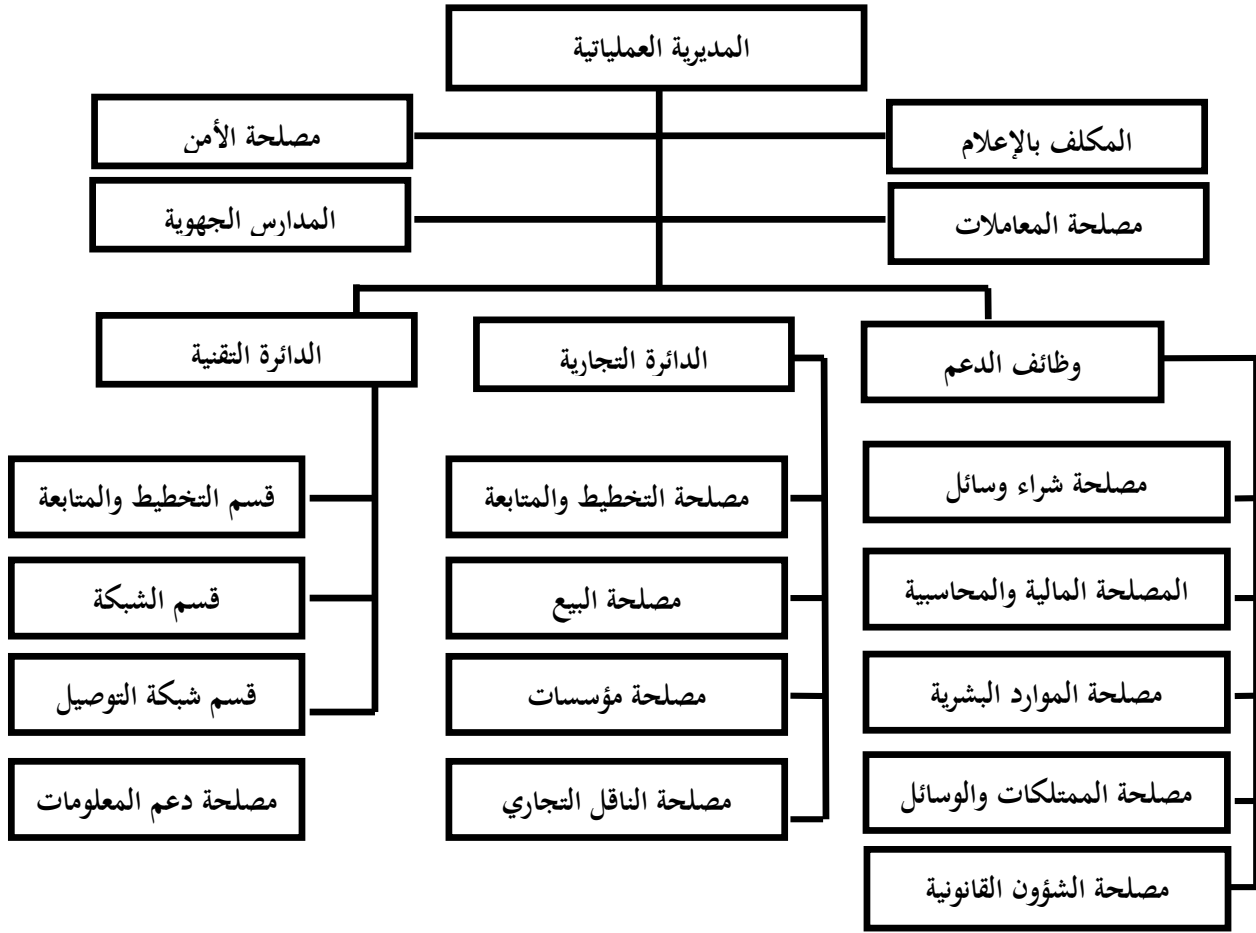 المديرية العملياتية
المكلف بالإعلام
مصلحة الأمن
مصلحة المعاملات
المدارس الجهوية
وظائف الدعم
الدائرة التجارية
الدائرة التقنية
مصلحة شراء وسائل
مصلحة التخطيط والمتابعة
قسم التخطيط والمتابعة
المصلحة المالية والمحاسبية
مصلحة البيع
قسم الشبكة
مصلحة الموارد البشرية
مصلحة مؤسسات
قسم شبكة التوصيل
مصلحة الممتلكات والوسائل
مصلحة الناقل التجاري
مصلحة دعم المعلومات
مصلحة الشؤون القانونية